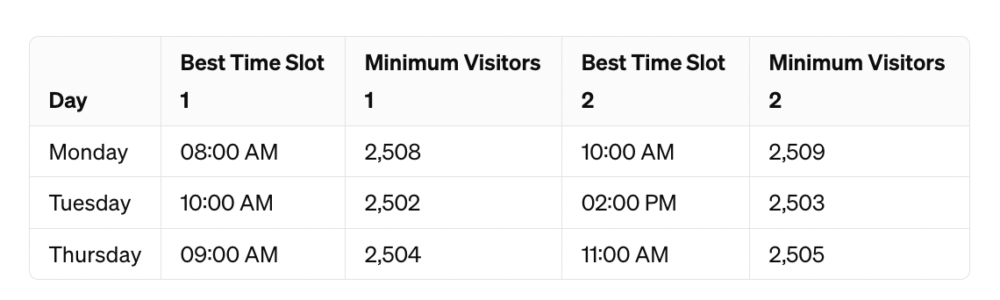 Day Best Time Slot 1 Minimum Visitors 1 Best Time Slot 2 Minimum Visitors 2
Monday 08:00 AM 2,508 10:00 AM 2,509
Tuesday 10:00 AM 2,502 02:00 PM 2,503
Thursday 09:00 AM 2,504 11:00 AM 2,505